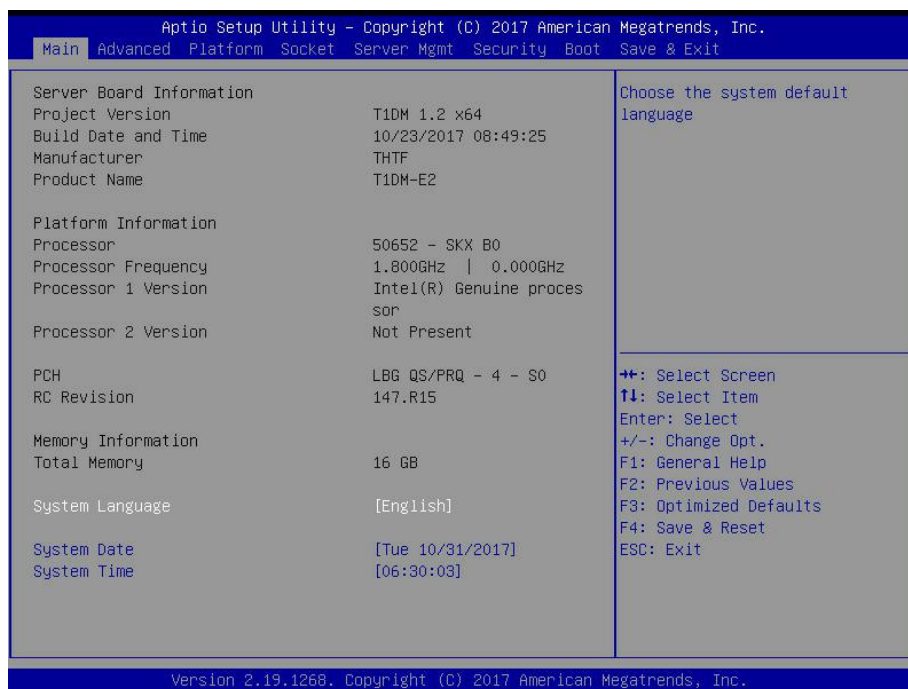 Aptio Setup Utility – Copyright (C) 2017 American Megatrends, Inc.
Main Advanced Platform Socket Server Mgmt Security Boot Save & Exit
Server Board Information
Project Version T1DM 1.2 x64
Build Date and Time 10/23/2017 08:49:25
Manufacturer THTF
Product Name T1DM-E2
Platform Information
Processor 50652 - SKX B0
Processor Frequency 1.800GHz | 0.000GHz
Processor 1 Version Intel(R) Genuine proces
sor
Processor 2 Version Not Present
PCH LBG QS/PRQ - 4 - S0
RC Revision 147.R15
Memory Information
Total Memory 16 GB
System Language [English]
System Date [Tue 10/31/2017]
System Time [06:30:03]
Choose the system default
language
→←: Select Screen
↑↓: Select Item
Enter: Select
+/-: Change Opt.
F1: General Help
F2: Previous Values
F3: Optimized Defaults
F4: Save & Reset
ESC: Exit
Version 2.19.1268. Copyright (C) 2017 American Megatrends, Inc.